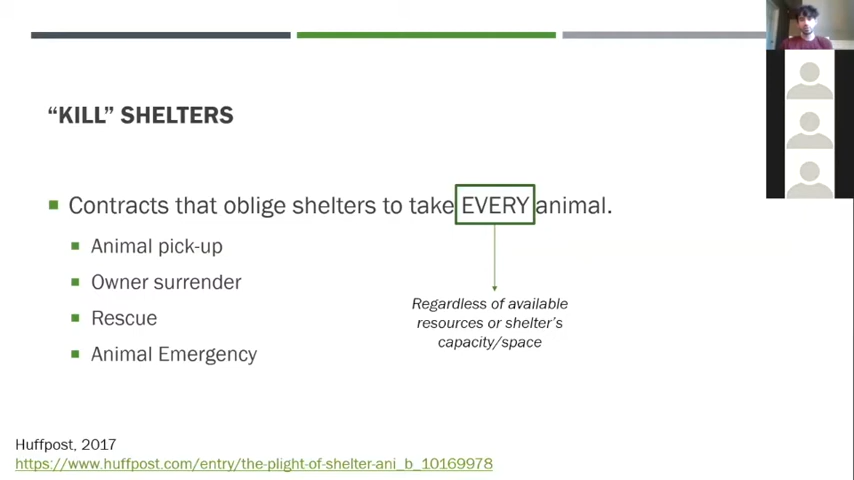 “KILL” SHELTERS
Contracts that oblige shelters to take EVERY animal.
Animal pick-up
Owner surrender
Rescue
Animal Emergency
Regardless of available
resources or shelter’s
capacity/space
Huffpost, 2017
https://www.huffpost.com/entry/the-plight-of-shelter-ani_b_10169978